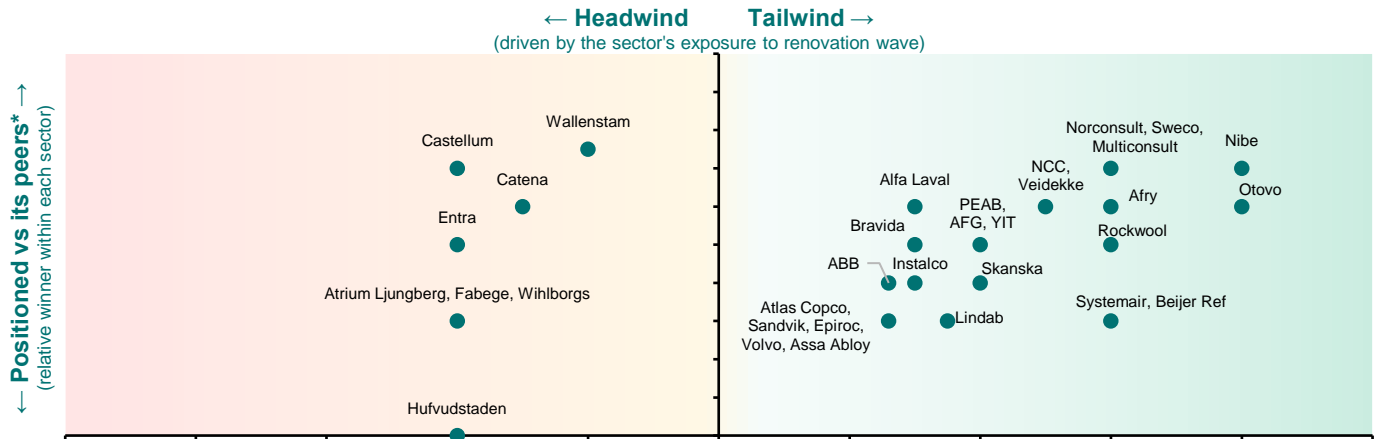 ← Headwind
Tailwind →
(driven by the sector's exposure to renovation wave)
← Positioned vs its peers* →
(relative winner within each sector)
Wallenstam
Castellum
Catena
Entra
Atrium Ljungberg, Fabege, Wihlborgs
Hufvudstaden
Norconsult, Sweco,
Multiconsult
Nibe
NCC,
Veidekke
Alfa Laval
Afry
Otovo
PEAB,
AFG, YIT
Bravida
Rockwool
ABB
Instalco
Skanska
Atlas Copco,
Sandvik, Epiroc,
Volvo, Assa Abloy
Lindab
Systemair, Beijer Ref